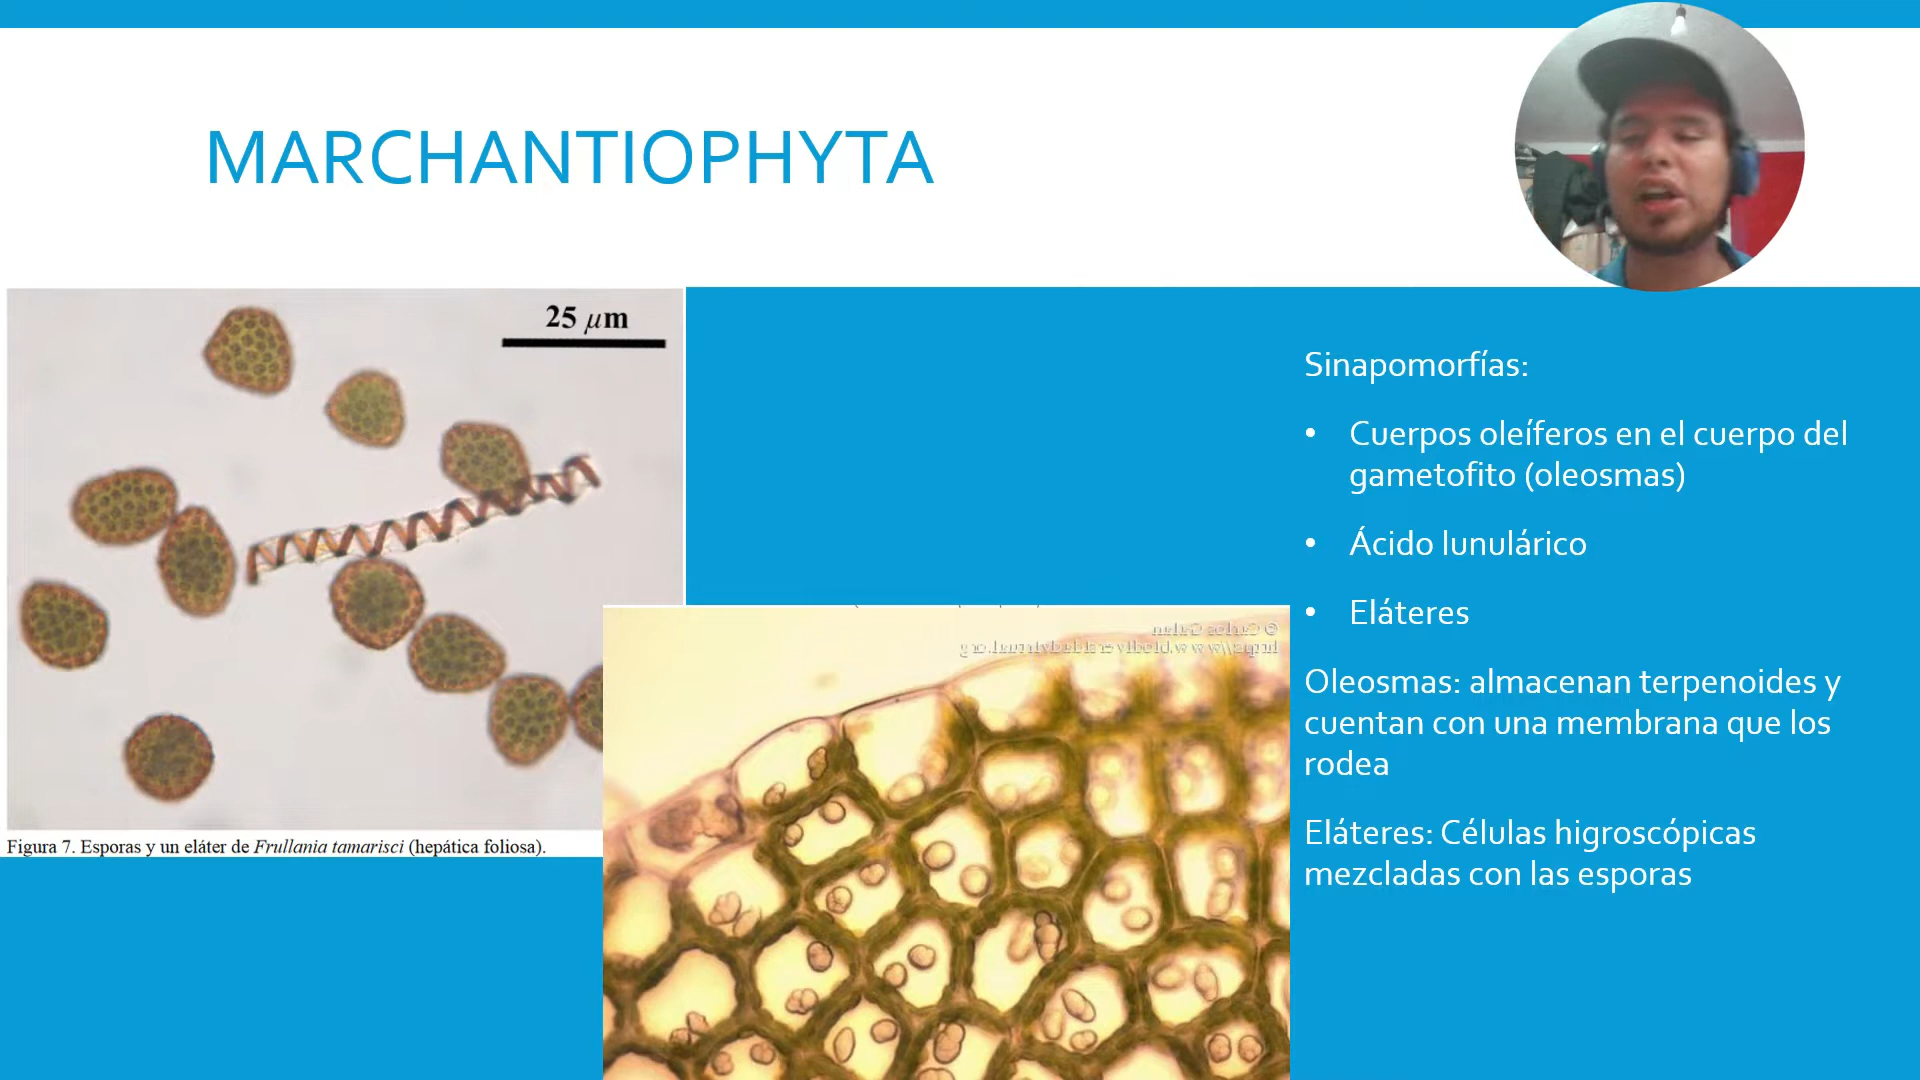 MARCHANTIOPHYTA
25 μm
Figura 7. Esporas y un eláter de Frullania tamarisci (hepática foliosa).
Sinapomorfías:
• Cuerpos oleíferos en el cuerpo del
gametofito (oleosmas)
• Ácido lunulárico
• Eláteres
Oleosmas: almacenan terpenoides y
cuentan con una membrana que los
rodea
Eláteres: Células higroscópicas
mezcladas con las esporas